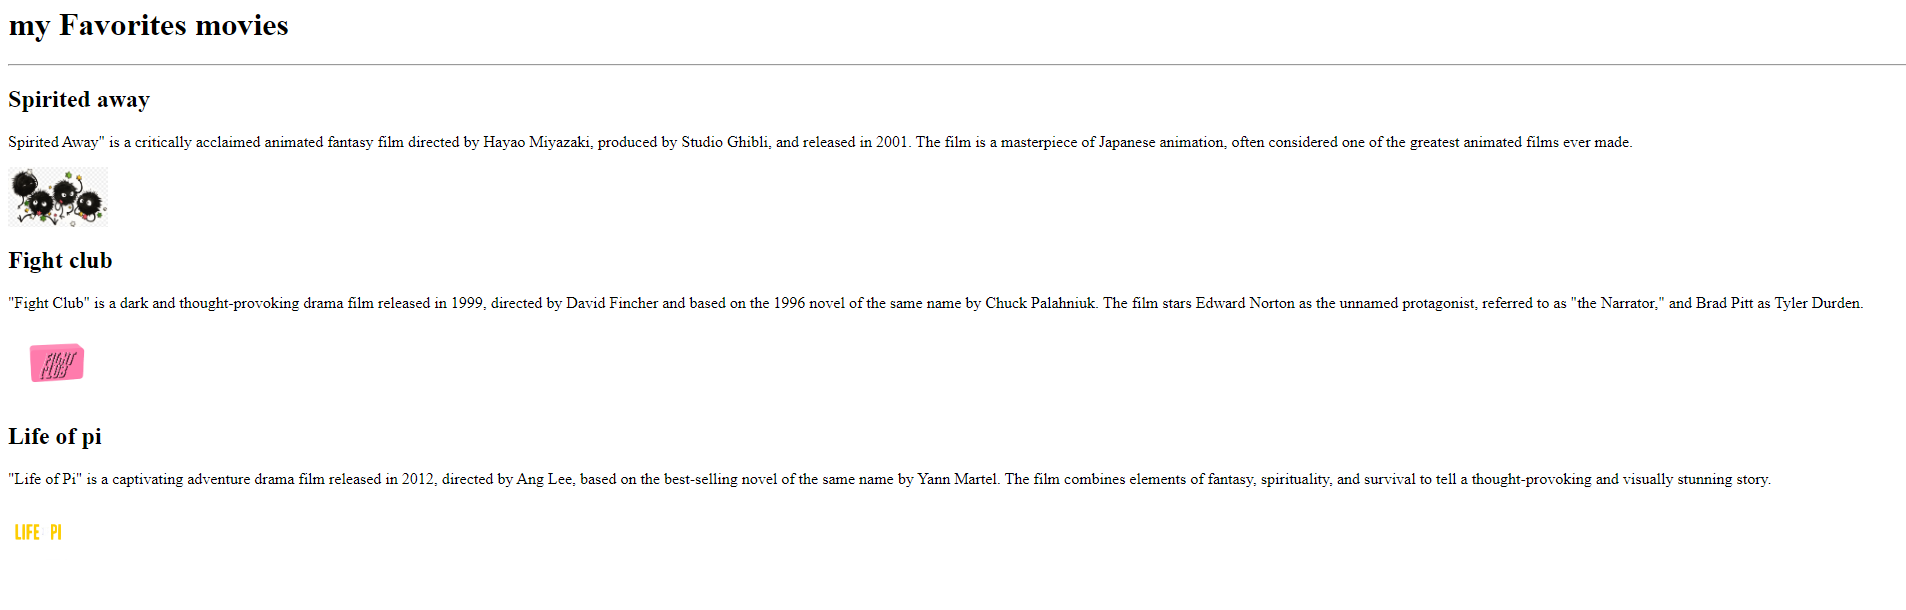 my Favorites movies
Spirited away
Spirited Away" is a critically acclaimed animated fantasy film directed by Hayao Miyazaki, produced by Studio Ghibli, and released in 2001. The film is a masterpiece of Japanese animation, often considered one of the greatest animated films ever made.
Fight club
"Fight Club" is a dark and thought-provoking drama film released in 1999, directed by David Fincher and based on the 1996 novel of the same name by Chuck Palahniuk. The film stars Edward Norton as the unnamed protagonist, referred to as "the Narrator," and Brad Pitt as Tyler Durden.
FIGHT
CLUB
Life of pi
"Life of Pi" is a captivating adventure drama film released in 2012, directed by Ang Lee, based on the best-selling novel of the same name by Yann Martel. The film combines elements of fantasy, spirituality, and survival to tell a thought-provoking and visually stunning story.
LIFE PI